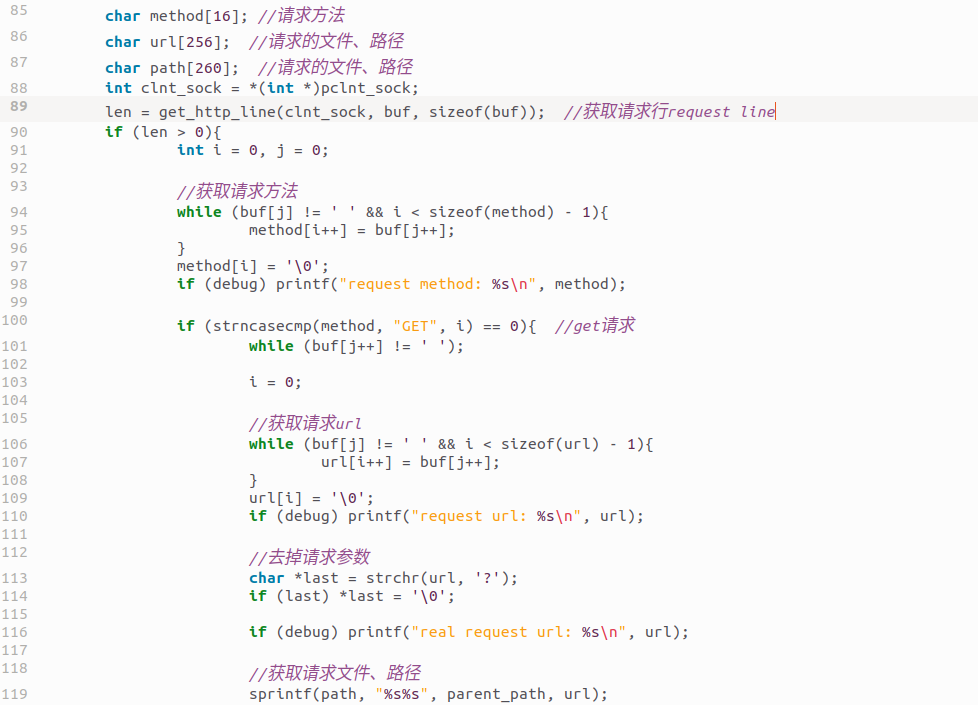 85 char method[16]; //请求方法
86 char url[256];  //请求的文件、路径
87 char path[260];  //请求的文件、路径
88 int clnt_sock = *(int *)pclnt_sock;
89 len = get_http_line(clnt_sock, buf, sizeof(buf));  //获取请求行request line
90 if (len > 0){
91 int i = 0, j = 0;
92
93 //获取请求方法
94 while (buf[j] != ' ' && i < sizeof(method) - 1){
95 method[i++] = buf[j++];
96 }
97 method[i] = '\0';
98 if (debug) printf("request method: %s\n", method);
99
100 if (strncasecmp(method, "GET", i) == 0){  //get请求
101 while (buf[j++] != ' ');
102
103 i = 0;
104
105 //获取请求url
106 while (buf[j] != ' ' && i < sizeof(url) - 1){
107 url[i++] = buf[j++];
108 }
109 url[i] = '\0';
110 if (debug) printf("request url: %s\n", url);
111
112 //去掉请求参数
113 char *last = strchr(url, '?');
114 if (last) *last = '\0';
115
116 if (debug) printf("real request url: %s\n", url);
117
118 //获取请求文件、路径
119 sprintf(path, "%s%s", parent_path, url);